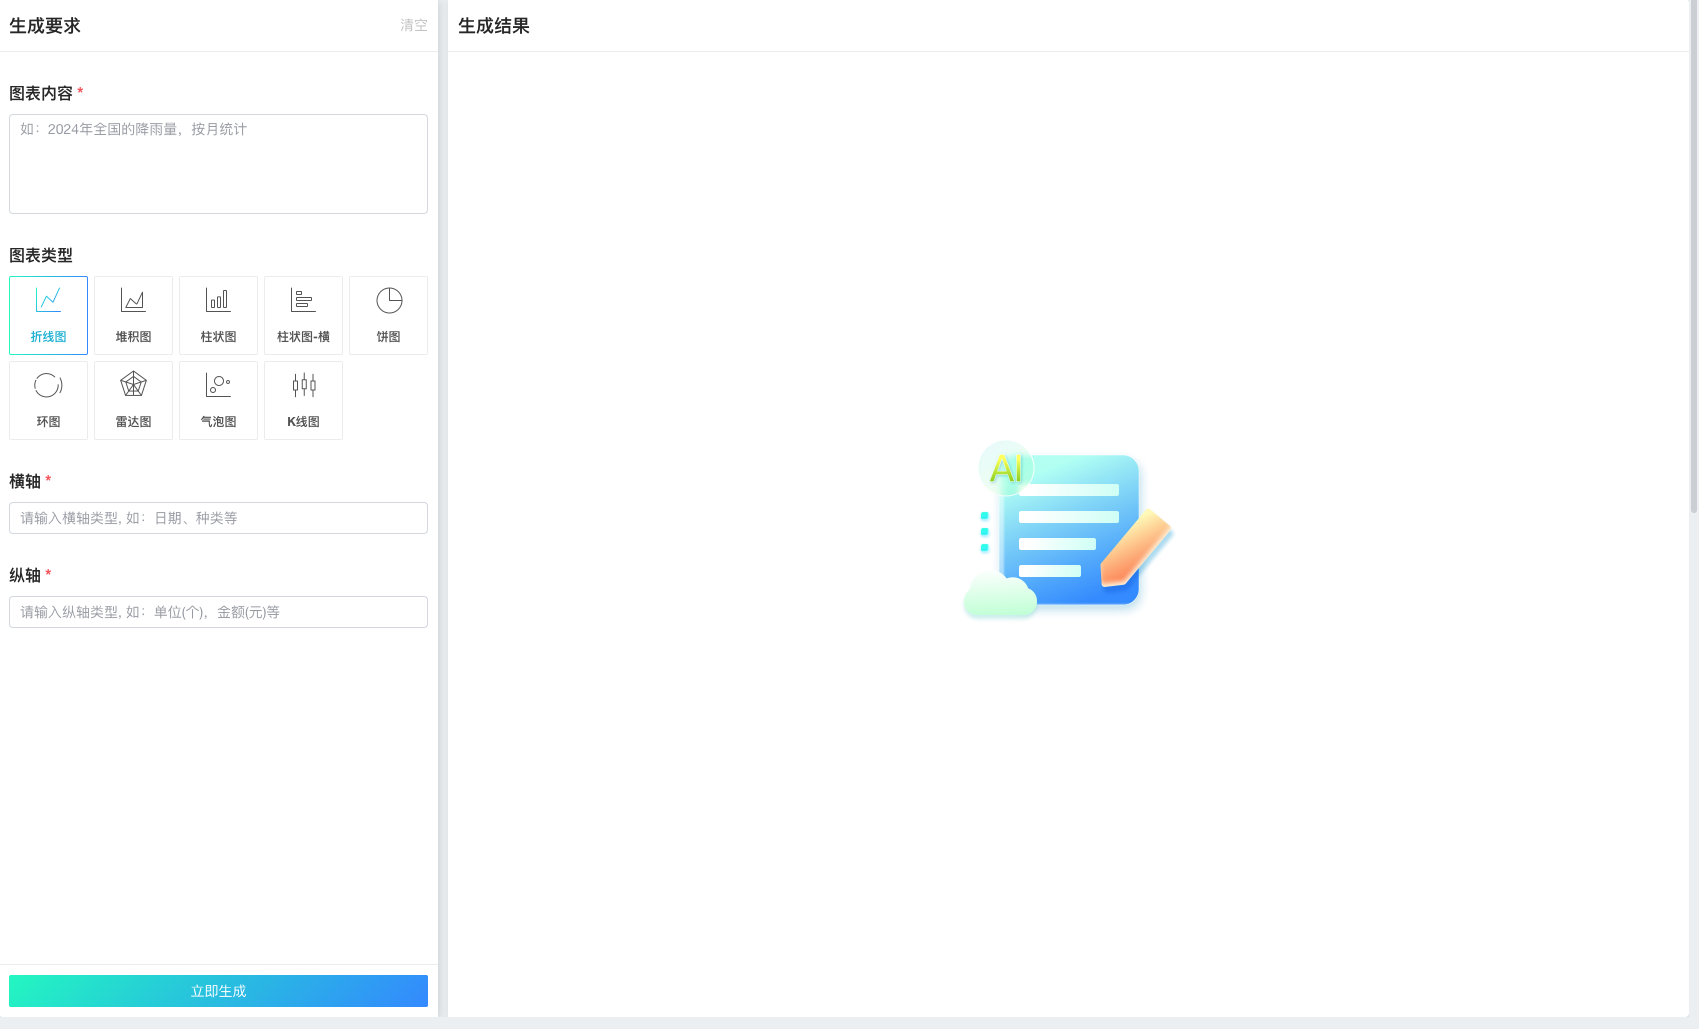 生成要求
清空
图表内容 *
如：2024年全国的降雨量，按月统计
图表类型
折线图
堆积图
柱状图
柱状图-横
饼图
环图
雷达图
气泡图
K线图
横轴 *
请输入横轴类型, 如：日期、种类等
纵轴 *
请输入纵轴类型, 如：单位(个)，金额(元)等
立即生成
生成结果
AI